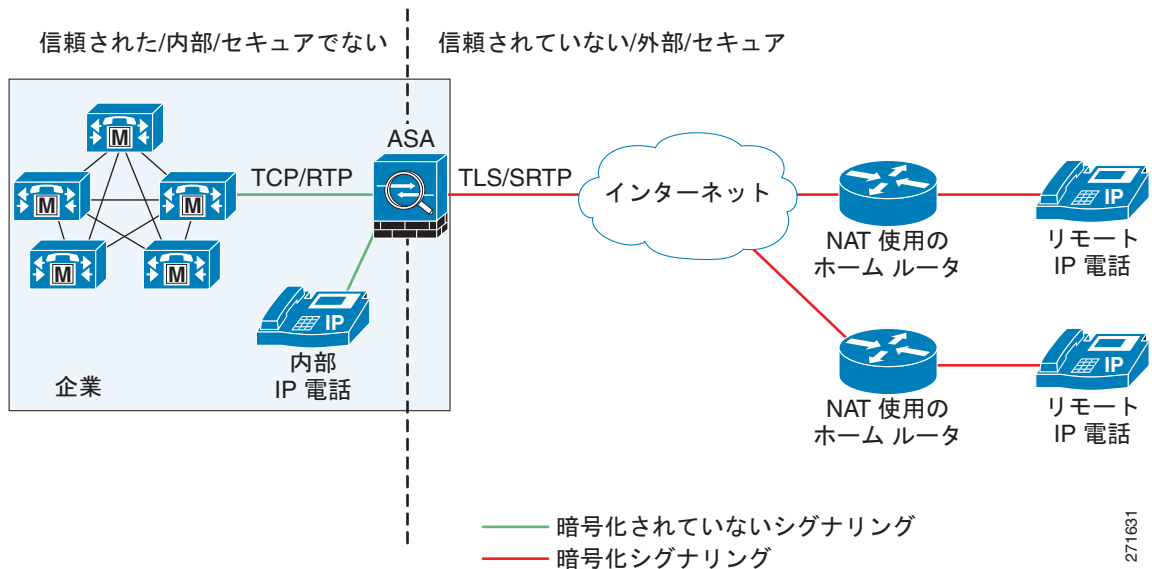 信頼された/内部/セキュアでない
信頼されていない/外部/セキュア
M
M
M
M
M
TCP/RTP
ASA
TLS/SRTP
インターネット
IP
内部
IP 電話
企業
NAT 使用の
ホーム ルータ
IP
リモート
IP 電話
NAT 使用の
ホーム ルータ
IP
リモート
IP 電話
暗号化されていないシグナリング
暗号化シグナリング
271631